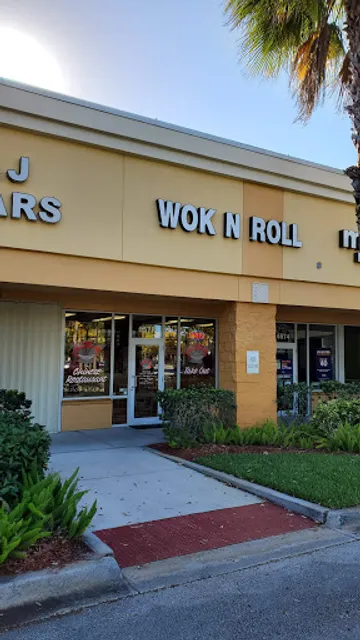 J
ARS
WOK N ROLL
Chinese
Restaurant
Take Out